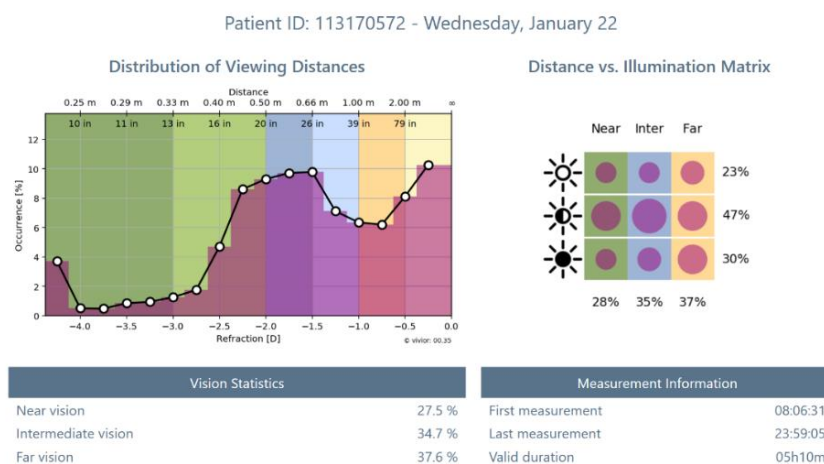 Patient ID: 113170572 - Wednesday, January 22
Distribution of Viewing Distances
Distance
0.25 m 0.29 m 0.33 m 0.40 m 0.50 m 0.66 m 1.00 m 2.00 m ∞
10 in 11 in 13 in 16 in 20 in 26 in 39 in 79 in
12
10
8
6
4
2
0
Occurrence [%]
−4.0 −3.5 −3.0 −2.5 −2.0 −1.5 −1.0 −0.5 0.0
Refraction [D]
© vivior: 00.35
Distance vs. Illumination Matrix
Near Inter Far
23%
47%
30%
28% 35% 37%
Vision Statistics
Near vision 27.5 %
Intermediate vision 34.7 %
Far vision 37.6 %
Measurement Information
First measurement 08:06:31
Last measurement 23:59:05
Valid duration 05h10m